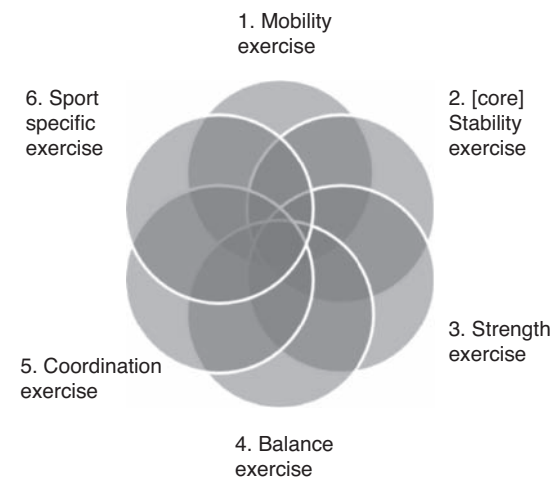 1. Mobility
exercise
2. [core]
Stability
exercise
3. Strength
exercise
4. Balance
exercise
5. Coordination
exercise
6. Sport
specific
exercise